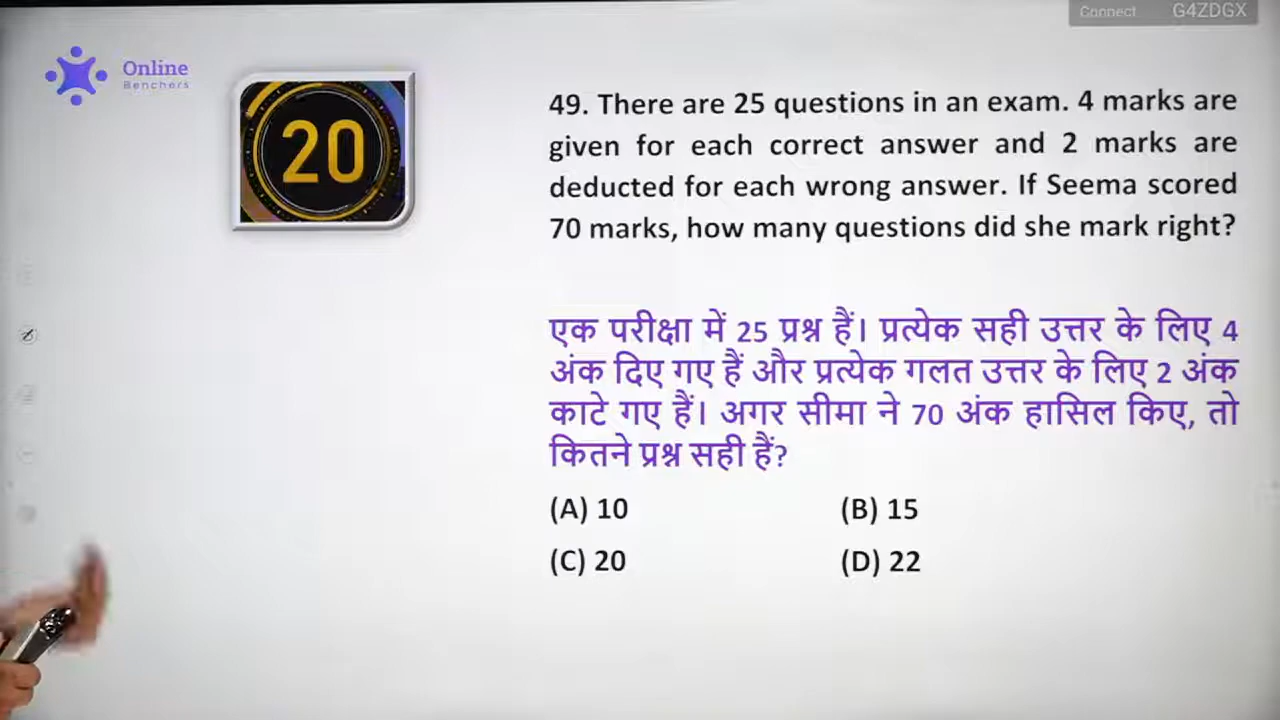 Connect G4ZDGX
Online
Benchers
20
49. There are 25 questions in an exam. 4 marks are
given for each correct answer and 2 marks are
deducted for each wrong answer. If Seema scored
70 marks, how many questions did she mark right?
एक परीक्षा में 25 प्रश्न हैं। प्रत्येक सही उत्तर के लिए 4
अंक दिए गए हैं और प्रत्येक गलत उत्तर के लिए 2 अंक
काटे गए हैं। अगर सीमा ने 70 अंक हासिल किए, तो
कितने प्रश्न सही हैं?
(A) 10 (B) 15
(C) 20 (D) 22